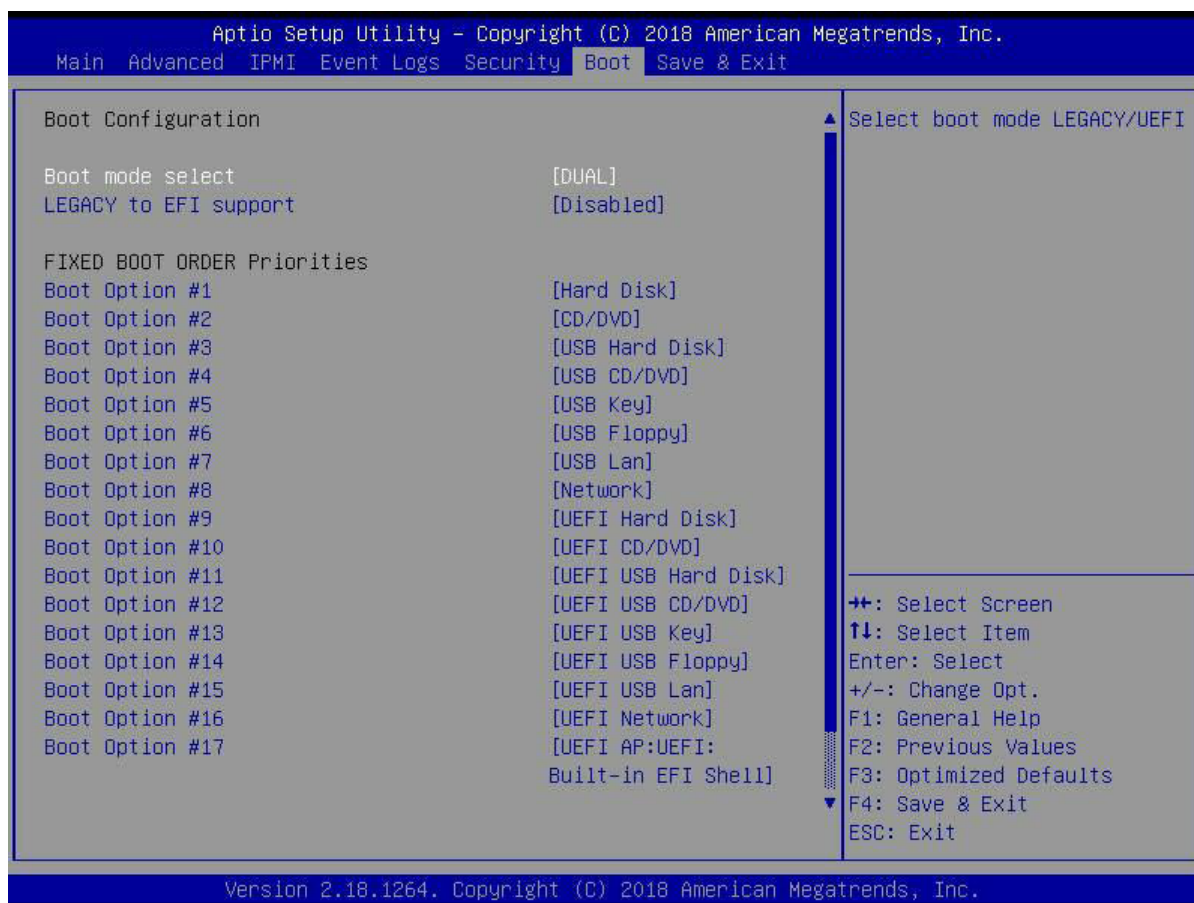 Aptio Setup Utility – Copyright (C) 2018 American Megatrends, Inc.
Main Advanced IPMI Event Logs Security Boot Save & Exit
Boot Configuration
Boot mode select [DUAL]
LEGACY to EFI support [Disabled]
FIXED BOOT ORDER Priorities
Boot Option #1 [Hard Disk]
Boot Option #2 [CD/DVD]
Boot Option #3 [USB Hard Disk]
Boot Option #4 [USB CD/DVD]
Boot Option #5 [USB Key]
Boot Option #6 [USB Floppy]
Boot Option #7 [USB Lan]
Boot Option #8 [Network]
Boot Option #9 [UEFI Hard Disk]
Boot Option #10 [UEFI CD/DVD]
Boot Option #11 [UEFI USB Hard Disk]
Boot Option #12 [UEFI USB CD/DVD]
Boot Option #13 [UEFI USB Key]
Boot Option #14 [UEFI USB Floppy]
Boot Option #15 [UEFI USB Lan]
Boot Option #16 [UEFI Network]
Boot Option #17 [UEFI AP:UEFI:
Built-in EFI Shell]
Select boot mode LEGACY/UEFI
→←: Select Screen
↑↓: Select Item
Enter: Select
+/-: Change Opt.
F1: General Help
F2: Previous Values
F3: Optimized Defaults
F4: Save & Exit
ESC: Exit
Version 2.18.1264. Copyright (C) 2018 American Megatrends, Inc.